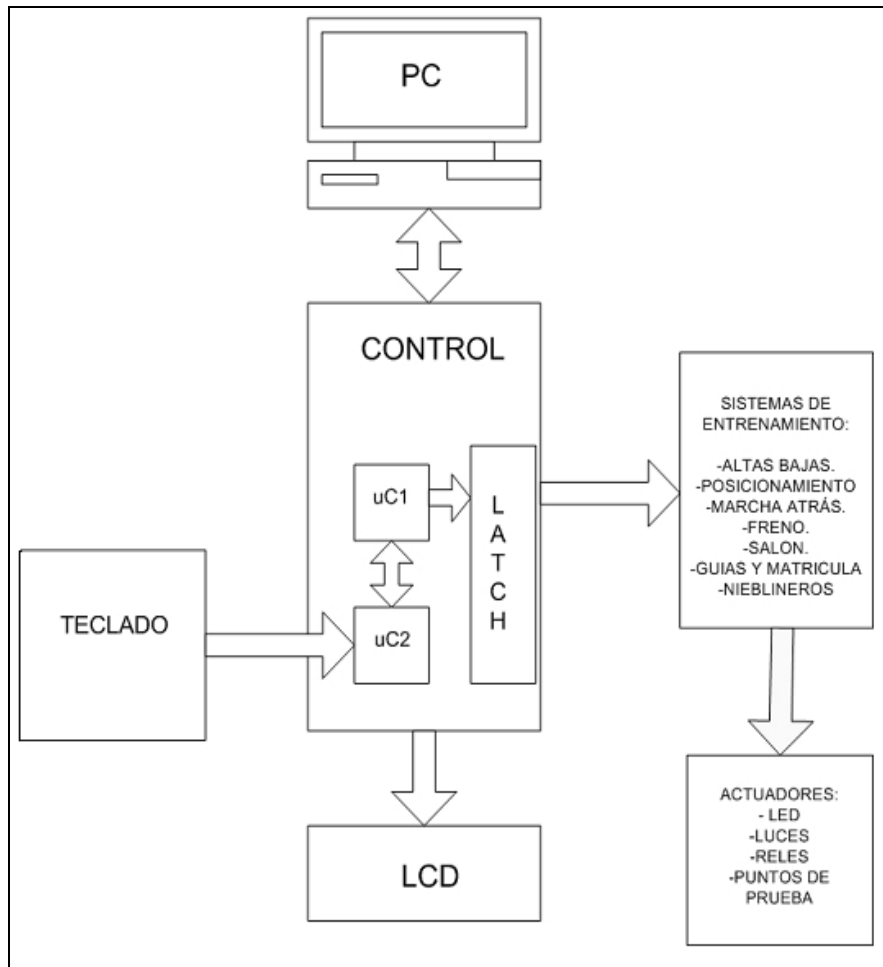 PC
CONTROL
uC1
uC2
L
A
T
C
H
TECLADO
LCD
SISTEMAS DE
ENTRENAMIENTO:
-ALTAS BAJAS.
-POSICIONAMIENTO
-MARCHA ATRÁS.
-FRENO.
-SALON.
-GUIAS Y MATRICULA
-NIEBLINEROS
ACTUADORES:
- LED
-LUCES
-RELES
-PUNTOS DE
PRUEBA